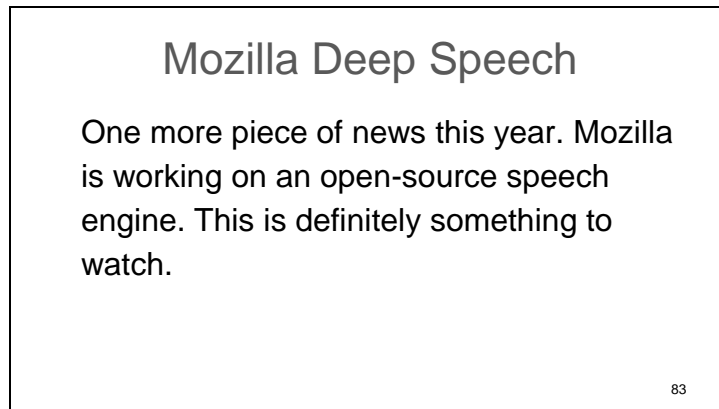 Mozilla Deep Speech
One more piece of news this year. Mozilla
is working on an open-source speech
engine. This is definitely something to
watch.
83